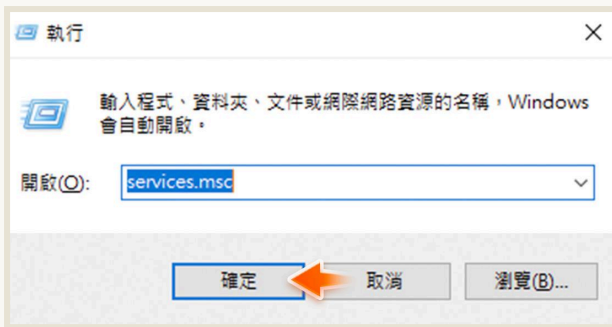 執行
輸入程式、資料夾、文件或網際網路資源的名稱，Windows
會自動開啟。
開啟(O):
services.msc
確定
取消
瀏覽(B)...